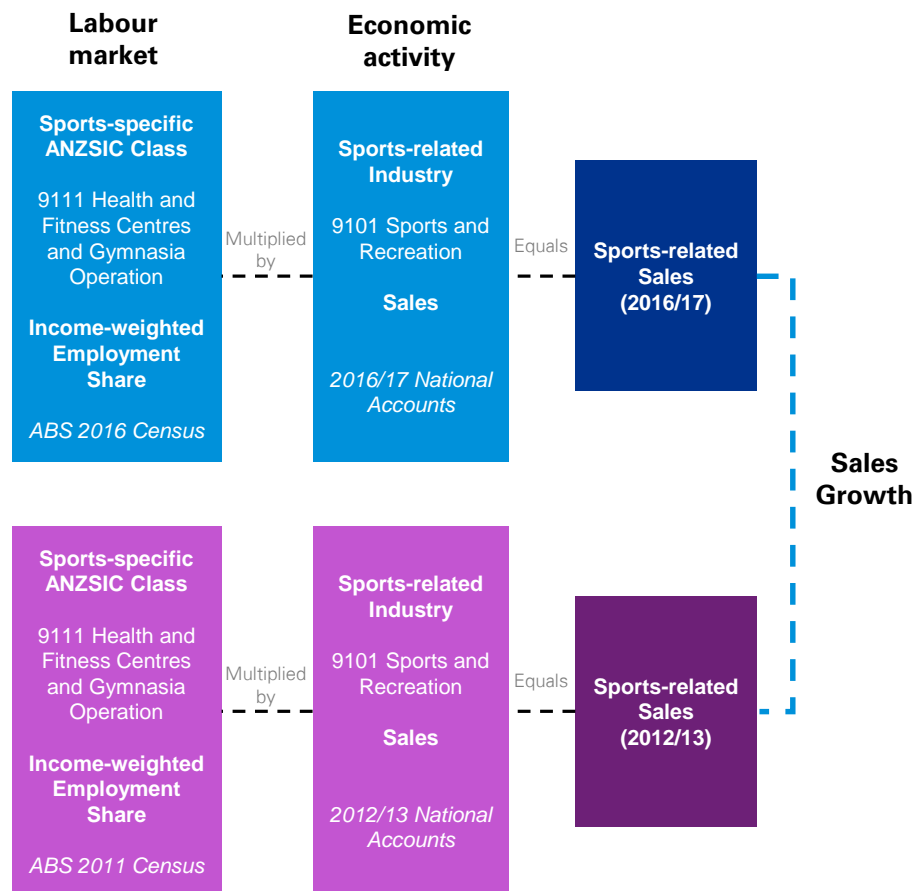 Labour
market
Economic
activity
Sports-specific
ANZSIC Class
9111 Health and
Fitness Centres
and Gymnasia
Operation
Income-weighted
Employment
Share
ABS 2016 Census
Multiplied
by
Sports-related
Industry
9101 Sports and
Recreation
Sales
2016/17 National
Accounts
Equals
Sports-related
Sales
(2016/17)
Sales
Growth
Sports-specific
ANZSIC Class
9111 Health and
Fitness Centres
and Gymnasia
Operation
Income-weighted
Employment
Share
ABS 2011 Census
Multiplied
by
Sports-related
Industry
9101 Sports and
Recreation
Sales
2012/13 National
Accounts
Equals
Sports-related
Sales
(2012/13)